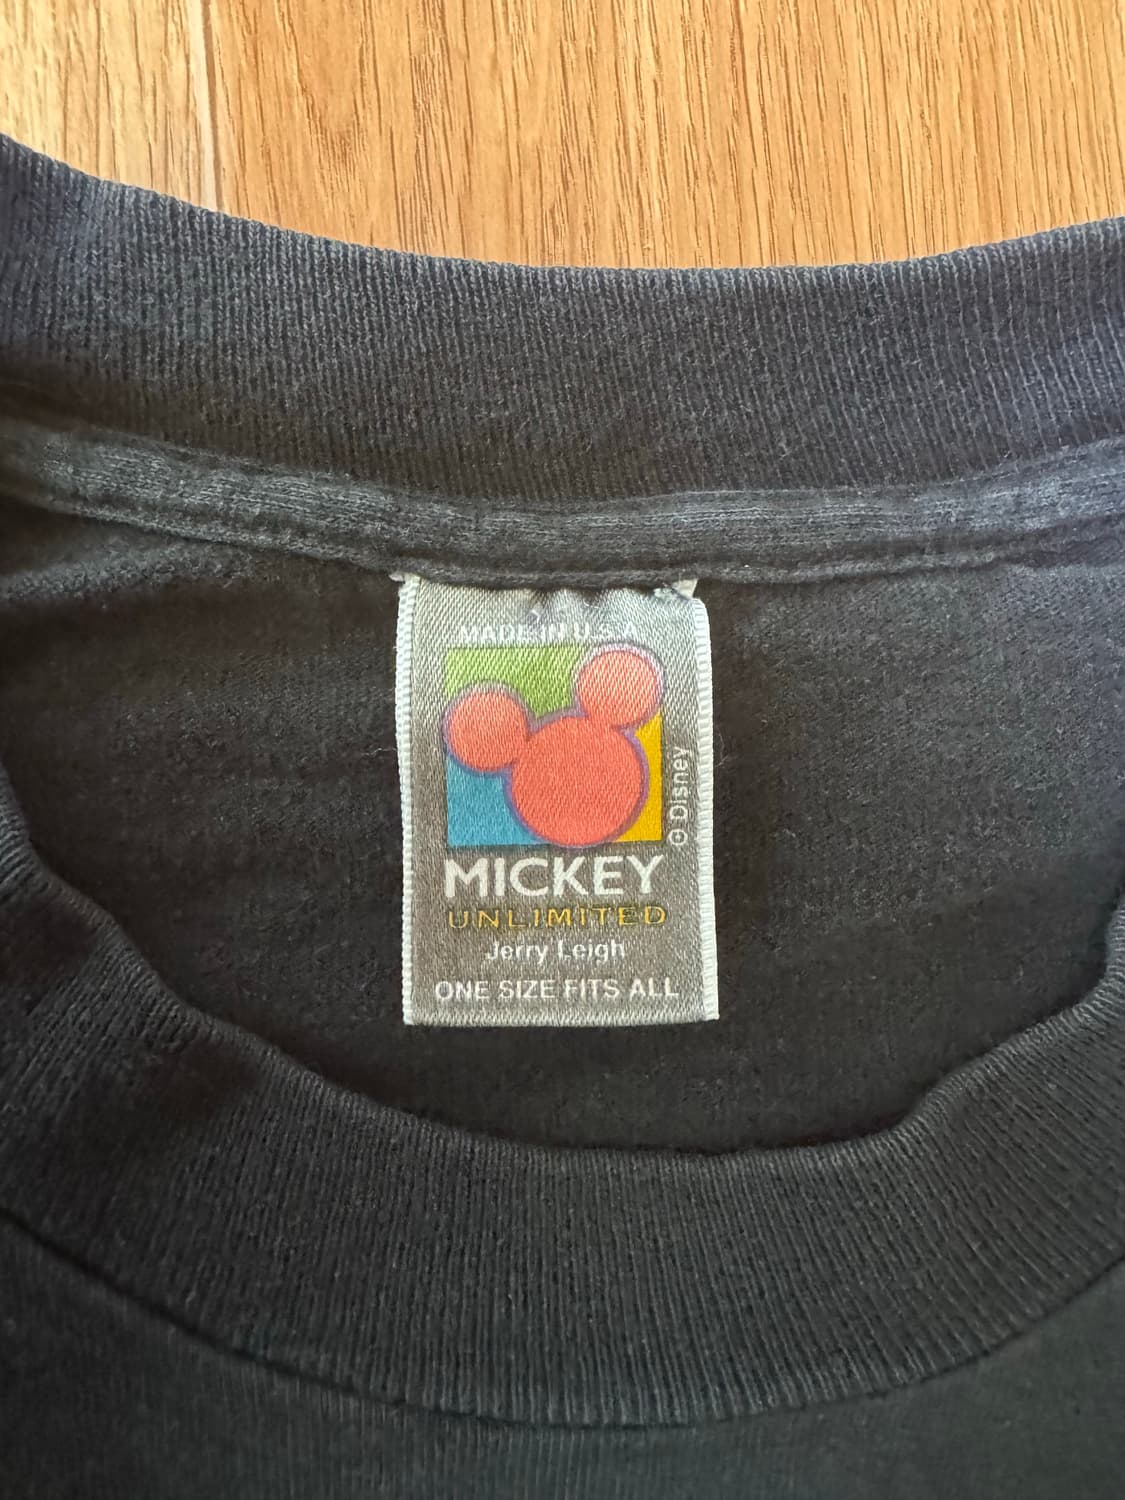 MADE IN U.S.A.
© Disney
MICKEY
UNLIMITED
Jerry Leigh
ONE SIZE FITS ALL